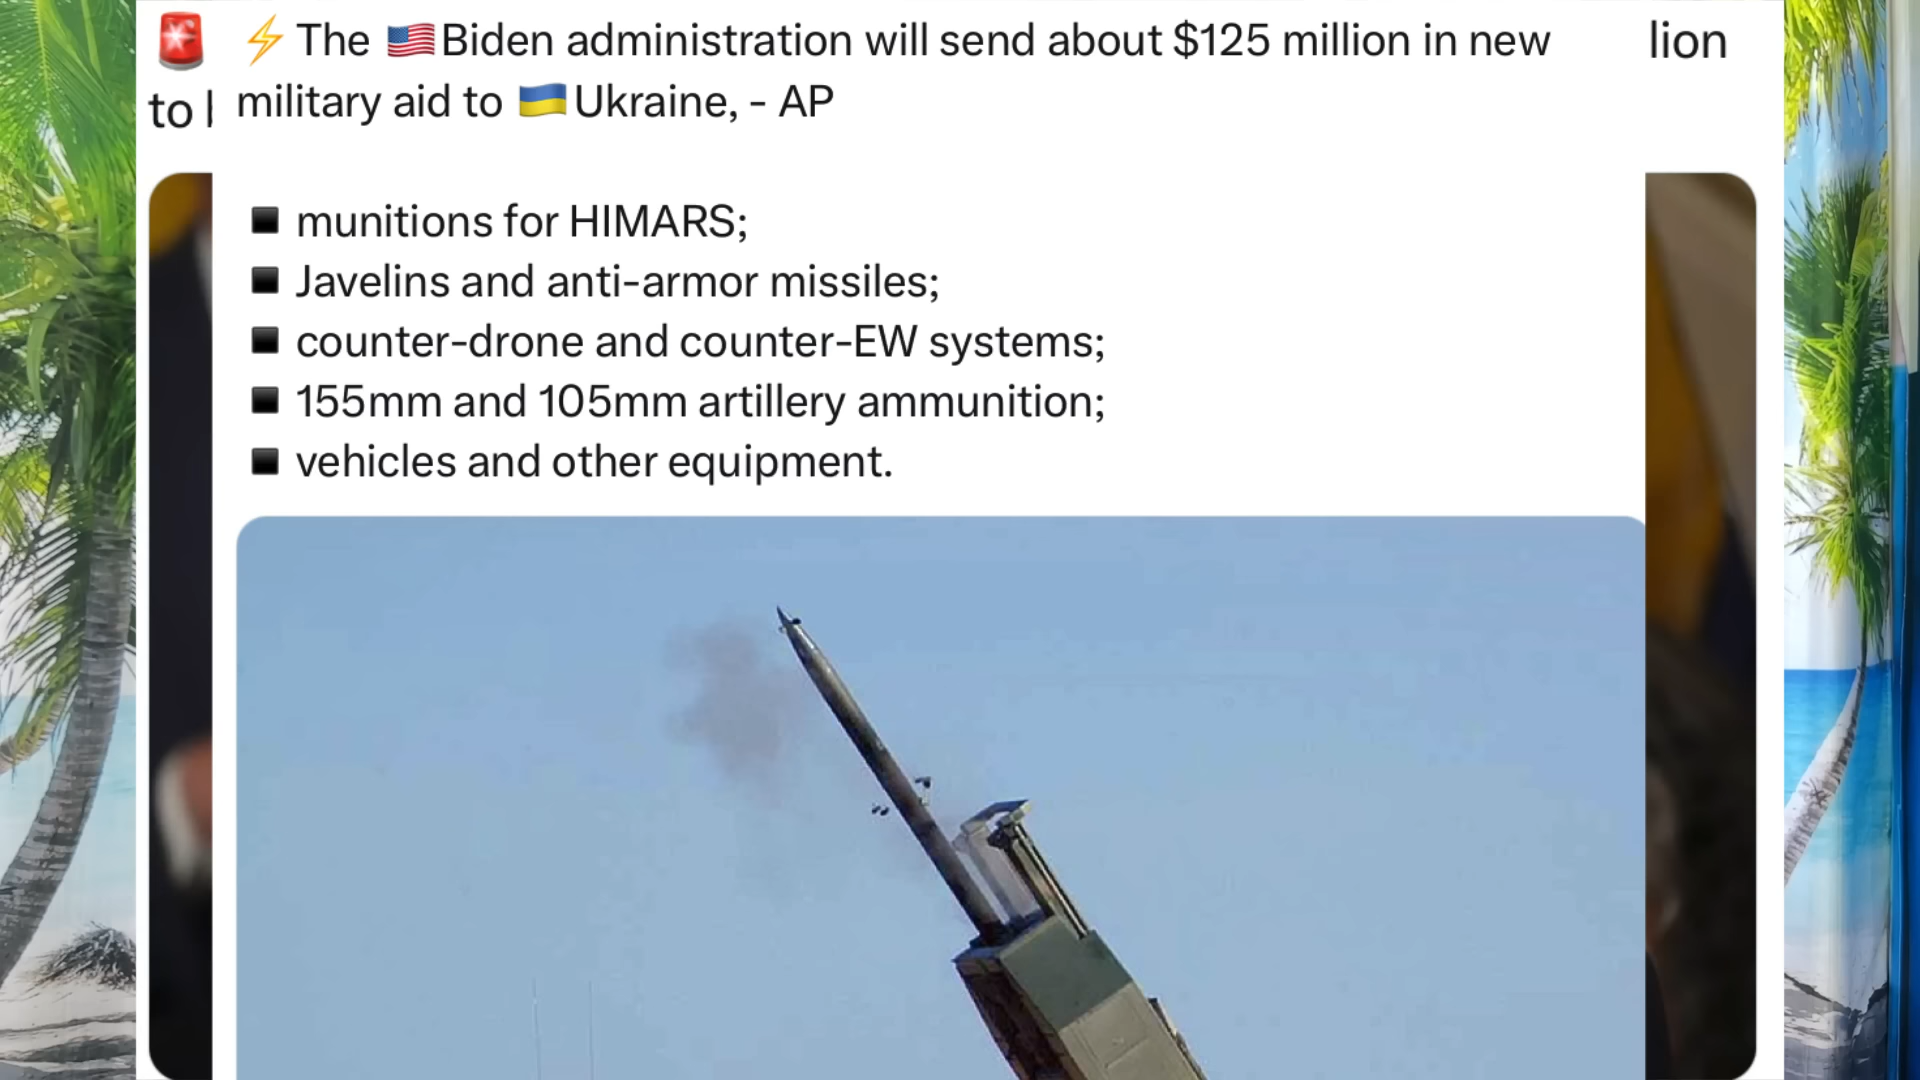 🚨 ⚡ The 🇺🇸Biden administration will send about $125 million in new lion
to military aid to 🇺🇦Ukraine, - AP
◾ munitions for HIMARS;
◾ Javelins and anti-armor missiles;
◾ counter-drone and counter-EW systems;
◾ 155mm and 105mm artillery ammunition;
◾ vehicles and other equipment.